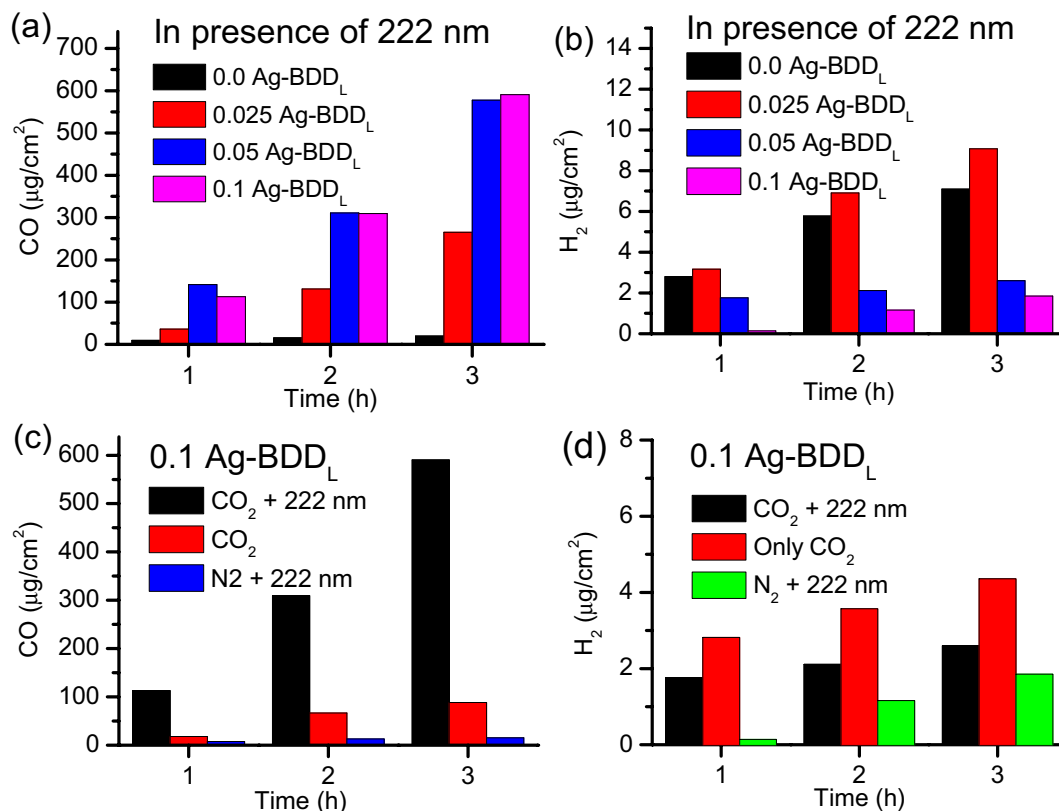 (a)
In presence of 222 nm
0.0 Ag-BDD_L
0.025 Ag-BDD_L
0.05 Ag-BDD_L
0.1 Ag-BDD_L
CO (μg/cm²)
700
600
500
400
300
200
100
0
1 2 3
Time (h)
(b)
In presence of 222 nm
0.0 Ag-BDD_L
0.025 Ag-BDD_L
0.05 Ag-BDD_L
0.1 Ag-BDD_L
H₂ (μg/cm²)
14
12
10
8
6
4
2
0
1 2 3
Time (h)
(c)
0.1 Ag-BDD_L
CO₂ + 222 nm
CO₂
N2 + 222 nm
CO (μg/cm²)
600
500
400
300
200
100
0
1 2 3
Time (h)
(d)
0.1 Ag-BDD_L
CO₂ + 222 nm
Only CO₂
N₂ + 222 nm
H₂ (μg/cm²)
8
6
4
2
0
1 2 3
Time (h)